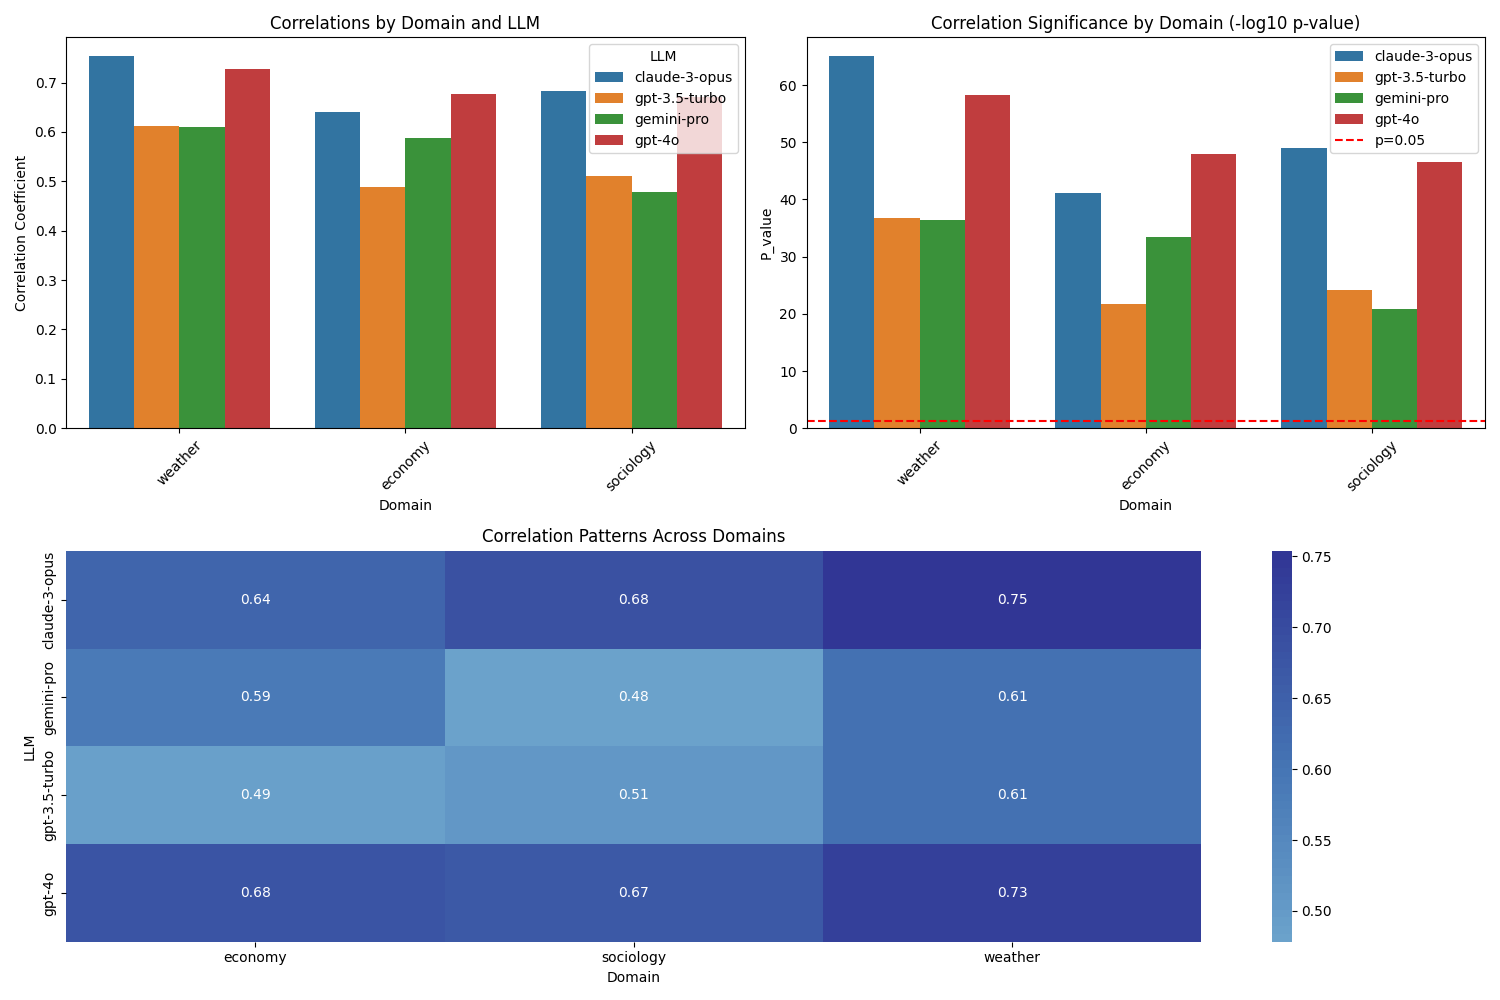 Correlations by Domain and LLM
Correlation Coefficient
0.7
0.6
0.5
0.4
0.3
0.2
0.1
0.0
LLM
claude-3-opus
gpt-3.5-turbo
gemini-pro
gpt-4o
weather
economy
sociology
Domain
Correlation Significance by Domain (-log10 p-value)
P_value
60
50
40
30
20
10
0
claude-3-opus
gpt-3.5-turbo
gemini-pro
gpt-4o
p=0.05
weather
economy
sociology
Domain
Correlation Patterns Across Domains
LLM
claude-3-opus
0.64 0.68 0.75
gemini-pro
0.59 0.48 0.61
gpt-3.5-turbo
0.49 0.51 0.61
gpt-4o
0.68 0.67 0.73
economy sociology weather
Domain
0.75
0.70
0.65
0.60
0.55
0.50